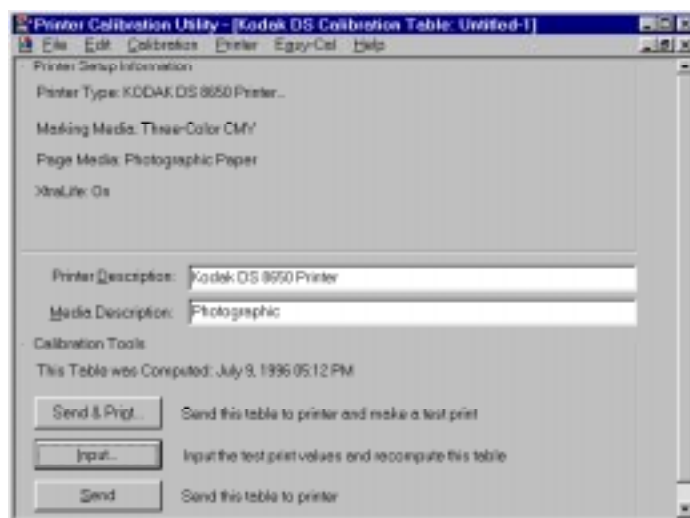 Printer Calibration Utility - [Kodak DS Calibration Table: Untitled-1]
File Edit Calibration Printer Egsy-Cal Help
Printer Setup Information
Printer Type: KODAK DS 8650 Printer..
Marking Media: Three-Color CMY
Page Media: Photographic Paper
XtraLife: On
Printer Description: Kodak DS 8650 Printer
Media Description: Photographic
Calibration Tools
This Table was Computed: July 9, 1996 05:12 PM
Send & Print... Send this table to printer and make a test print
Input... Input the test print values and recompute this table
Send Send this table to printer